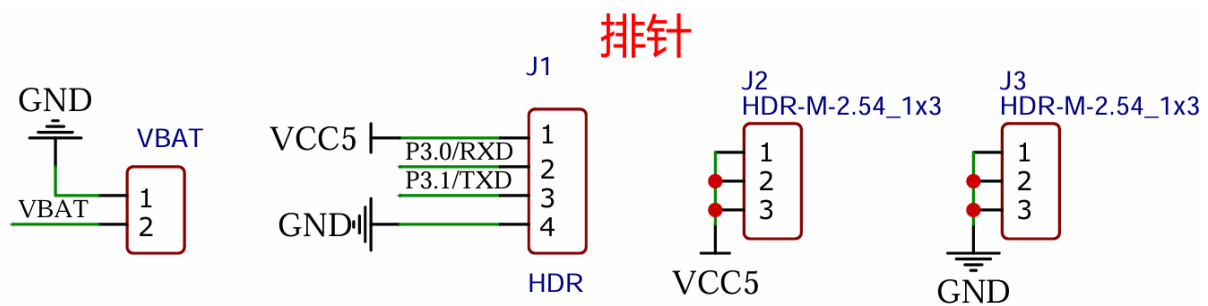 排针
GND
VBAT
1
VBAT
2
J1
VCC5
1
P3.0/RXD
2
P3.1/TXD
3
GND
4
HDR
J2
HDR-M-2.54_1x3
1
2
3
VCC5
J3
HDR-M-2.54_1x3
1
2
3
GND